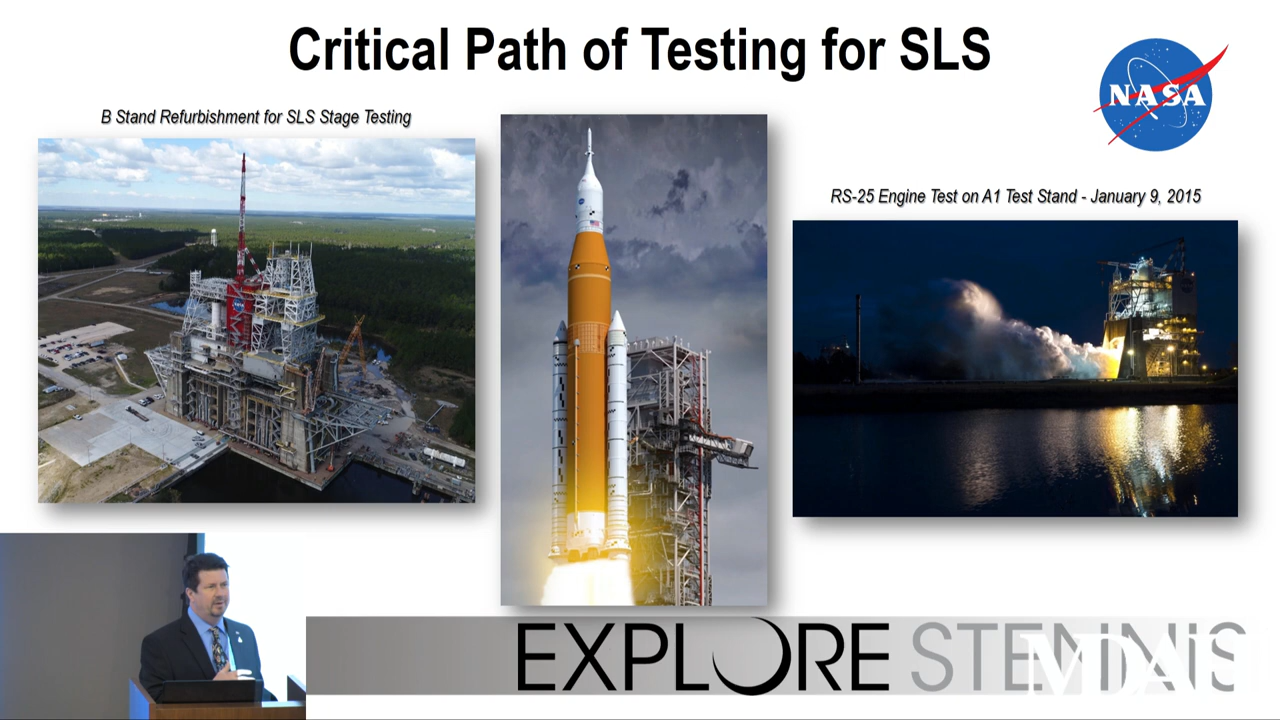 Critical Path of Testing for SLS
NASA
B Stand Refurbishment for SLS Stage Testing
RS-25 Engine Test on A1 Test Stand - January 9, 2015
EXPLORE STENNIS